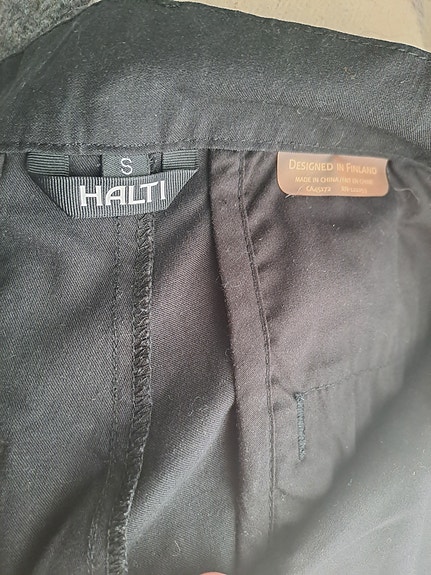 S
HALTI
DESIGNED IN FINLAND
MADE IN CHINA